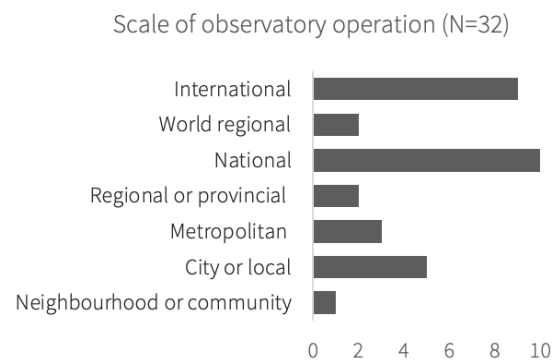 Scale of observatory operation (N=32)
International
World regional
National
Regional or provincial
Metropolitan
City or local
Neighbourhood or community
0 2 4 6 8 10